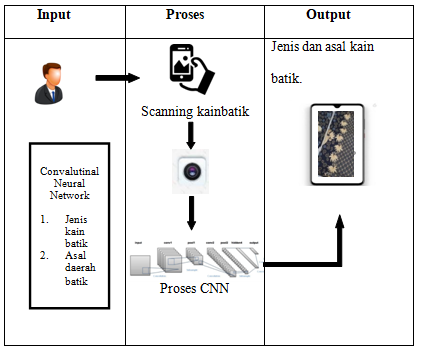 Input
Proses
Output
Convalutinal
Neural
Network
1. Jenis
kain
batik
2. Asal
daerah
batik
Scanning kainbatik
Proses CNN
Jenis dan asal kain
batik.